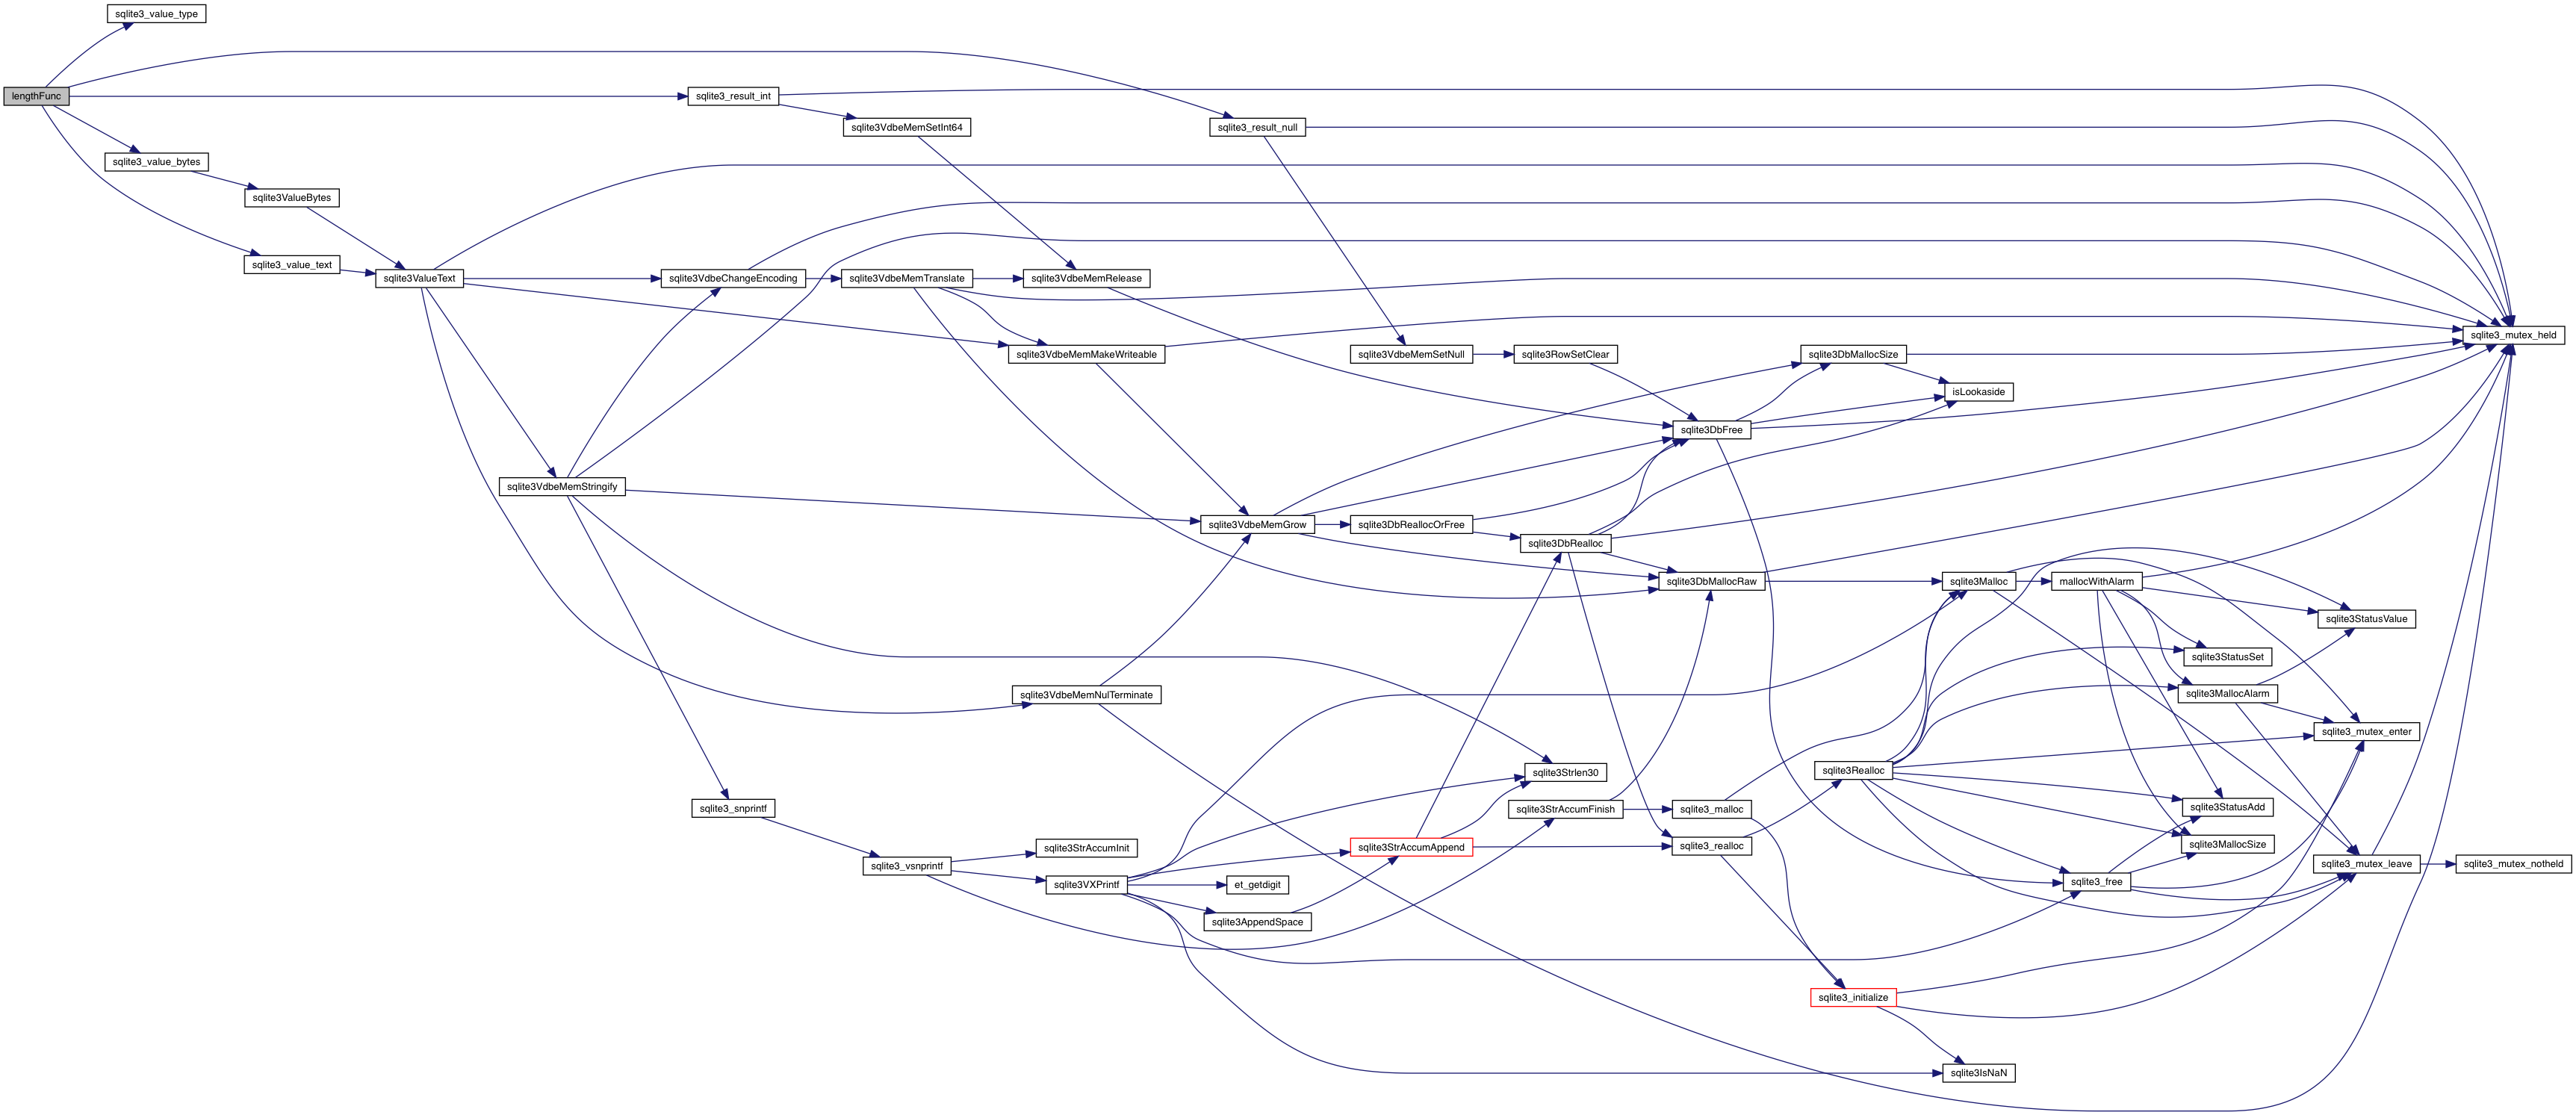 sqlite3_value_type
lengthFunc
sqlite3_result_int
sqlite3VdbeMemSetInt64
sqlite3_result_null
sqlite3_value_bytes
sqlite3ValueBytes
sqlite3_value_text
sqlite3ValueText
sqlite3VdbeChangeEncoding
sqlite3VdbeMemTranslate
sqlite3VdbeMemRelease
sqlite3_mutex_held
sqlite3VdbeMemMakeWriteable
sqlite3VdbeMemSetNull
sqlite3RowSetClear
sqlite3DbMallocSize
isLookaside
sqlite3DbFree
sqlite3VdbeMemStringify
sqlite3VdbeMemGrow
sqlite3DbReallocOrFree
sqlite3DbRealloc
sqlite3DbMallocRaw
sqlite3Malloc
mallocWithAlarm
sqlite3StatusValue
sqlite3StatusSet
sqlite3VdbeMemNulTerminate
sqlite3MallocAlarm
sqlite3_mutex_enter
sqlite3Strlen30
sqlite3Realloc
sqlite3_snprintf
sqlite3StrAccumFinish
sqlite3_malloc
sqlite3StatusAdd
sqlite3StrAccumInit
sqlite3StrAccumAppend
sqlite3_realloc
sqlite3MallocSize
sqlite3_vsnprintf
sqlite3_mutex_leave
sqlite3_mutex_notheld
sqlite3VXPrintf
et_getdigit
sqlite3_free
sqlite3AppendSpace
sqlite3_initialize
sqlite3IsNaN